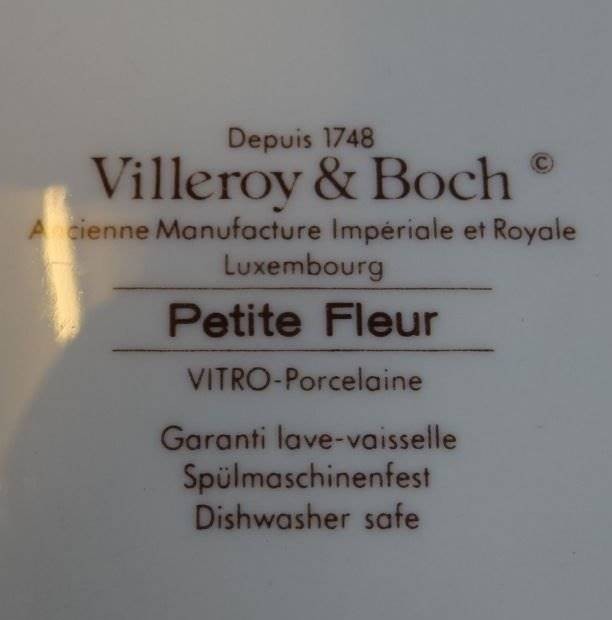 Depuis 1748
Villeroy & Boch ©
Ancienne Manufacture Impériale et Royale
Luxembourg
Petite Fleur
VITRO-Porcelaine
Garanti lave-vaisselle
Spülmaschinenfest
Dishwasher safe